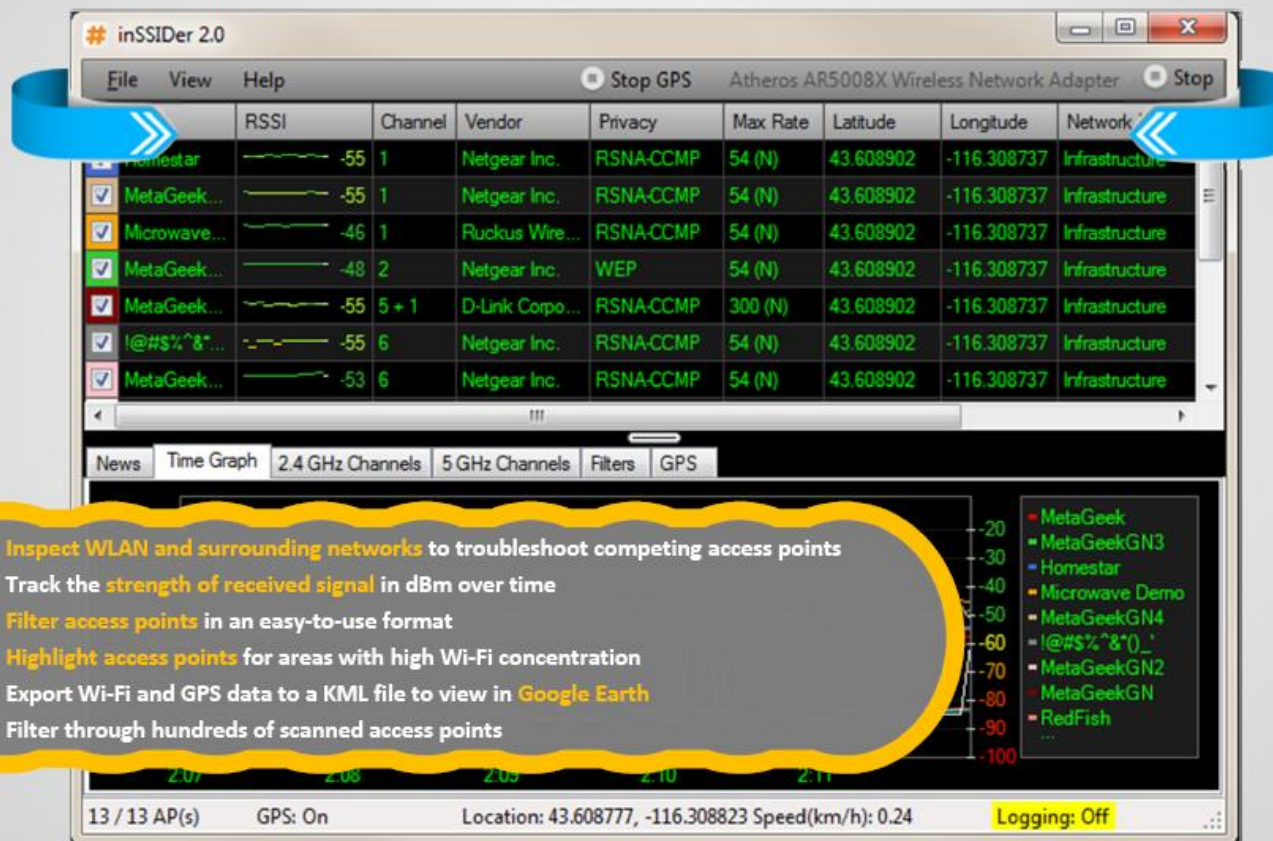 inSSIDer 2.0
File View Help Stop GPS Atheros AR5008X Wireless Network Adapter Stop
RSSI Channel Vendor Privacy Max Rate Latitude Longitude Network
Homestar -55 1 Netgear Inc. RSNA-CCMP 54 (N) 43.608902 -116.308737 Infrastructure
MetaGeek... -55 1 Netgear Inc. RSNA-CCMP 54 (N) 43.608902 -116.308737 Infrastructure
Microwave... -46 1 Ruckus Wire... RSNA-CCMP 54 (N) 43.608902 -116.308737 Infrastructure
MetaGeek... -48 2 Netgear Inc. WEP 54 (N) 43.608902 -116.308737 Infrastructure
MetaGeek... -55 5 + 1 D-Link Corpo... RSNA-CCMP 300 (N) 43.608902 -116.308737 Infrastructure
!@#$%^&*... -55 6 Netgear Inc. RSNA-CCMP 54 (N) 43.608902 -116.308737 Infrastructure
MetaGeek... -53 6 Netgear Inc. RSNA-CCMP 54 (N) 43.608902 -116.308737 Infrastructure
News Time Graph 2.4 GHz Channels 5 GHz Channels Filters GPS
Inspect WLAN and surrounding networks to troubleshoot competing access points
Track the strength of received signal in dBm over time
Filter access points in an easy-to-use format
Highlight access points for areas with high Wi-Fi concentration
Export Wi-Fi and GPS data to a KML file to view in Google Earth
Filter through hundreds of scanned access points
-20
-30
-40
-50
-60
-70
-80
-90
-100
MetaGeek
MetaGeekGN3
Homestar
Microwave Demo
MetaGeekGN4
!@#$%^&*()_'
MetaGeekGN2
MetaGeekGN
RedFish
...
2:07 2:08 2:09 2:10 2:11
13 / 13 AP(s) GPS: On Location: 43.608777, -116.308823 Speed(km/h): 0.24 Logging: Off